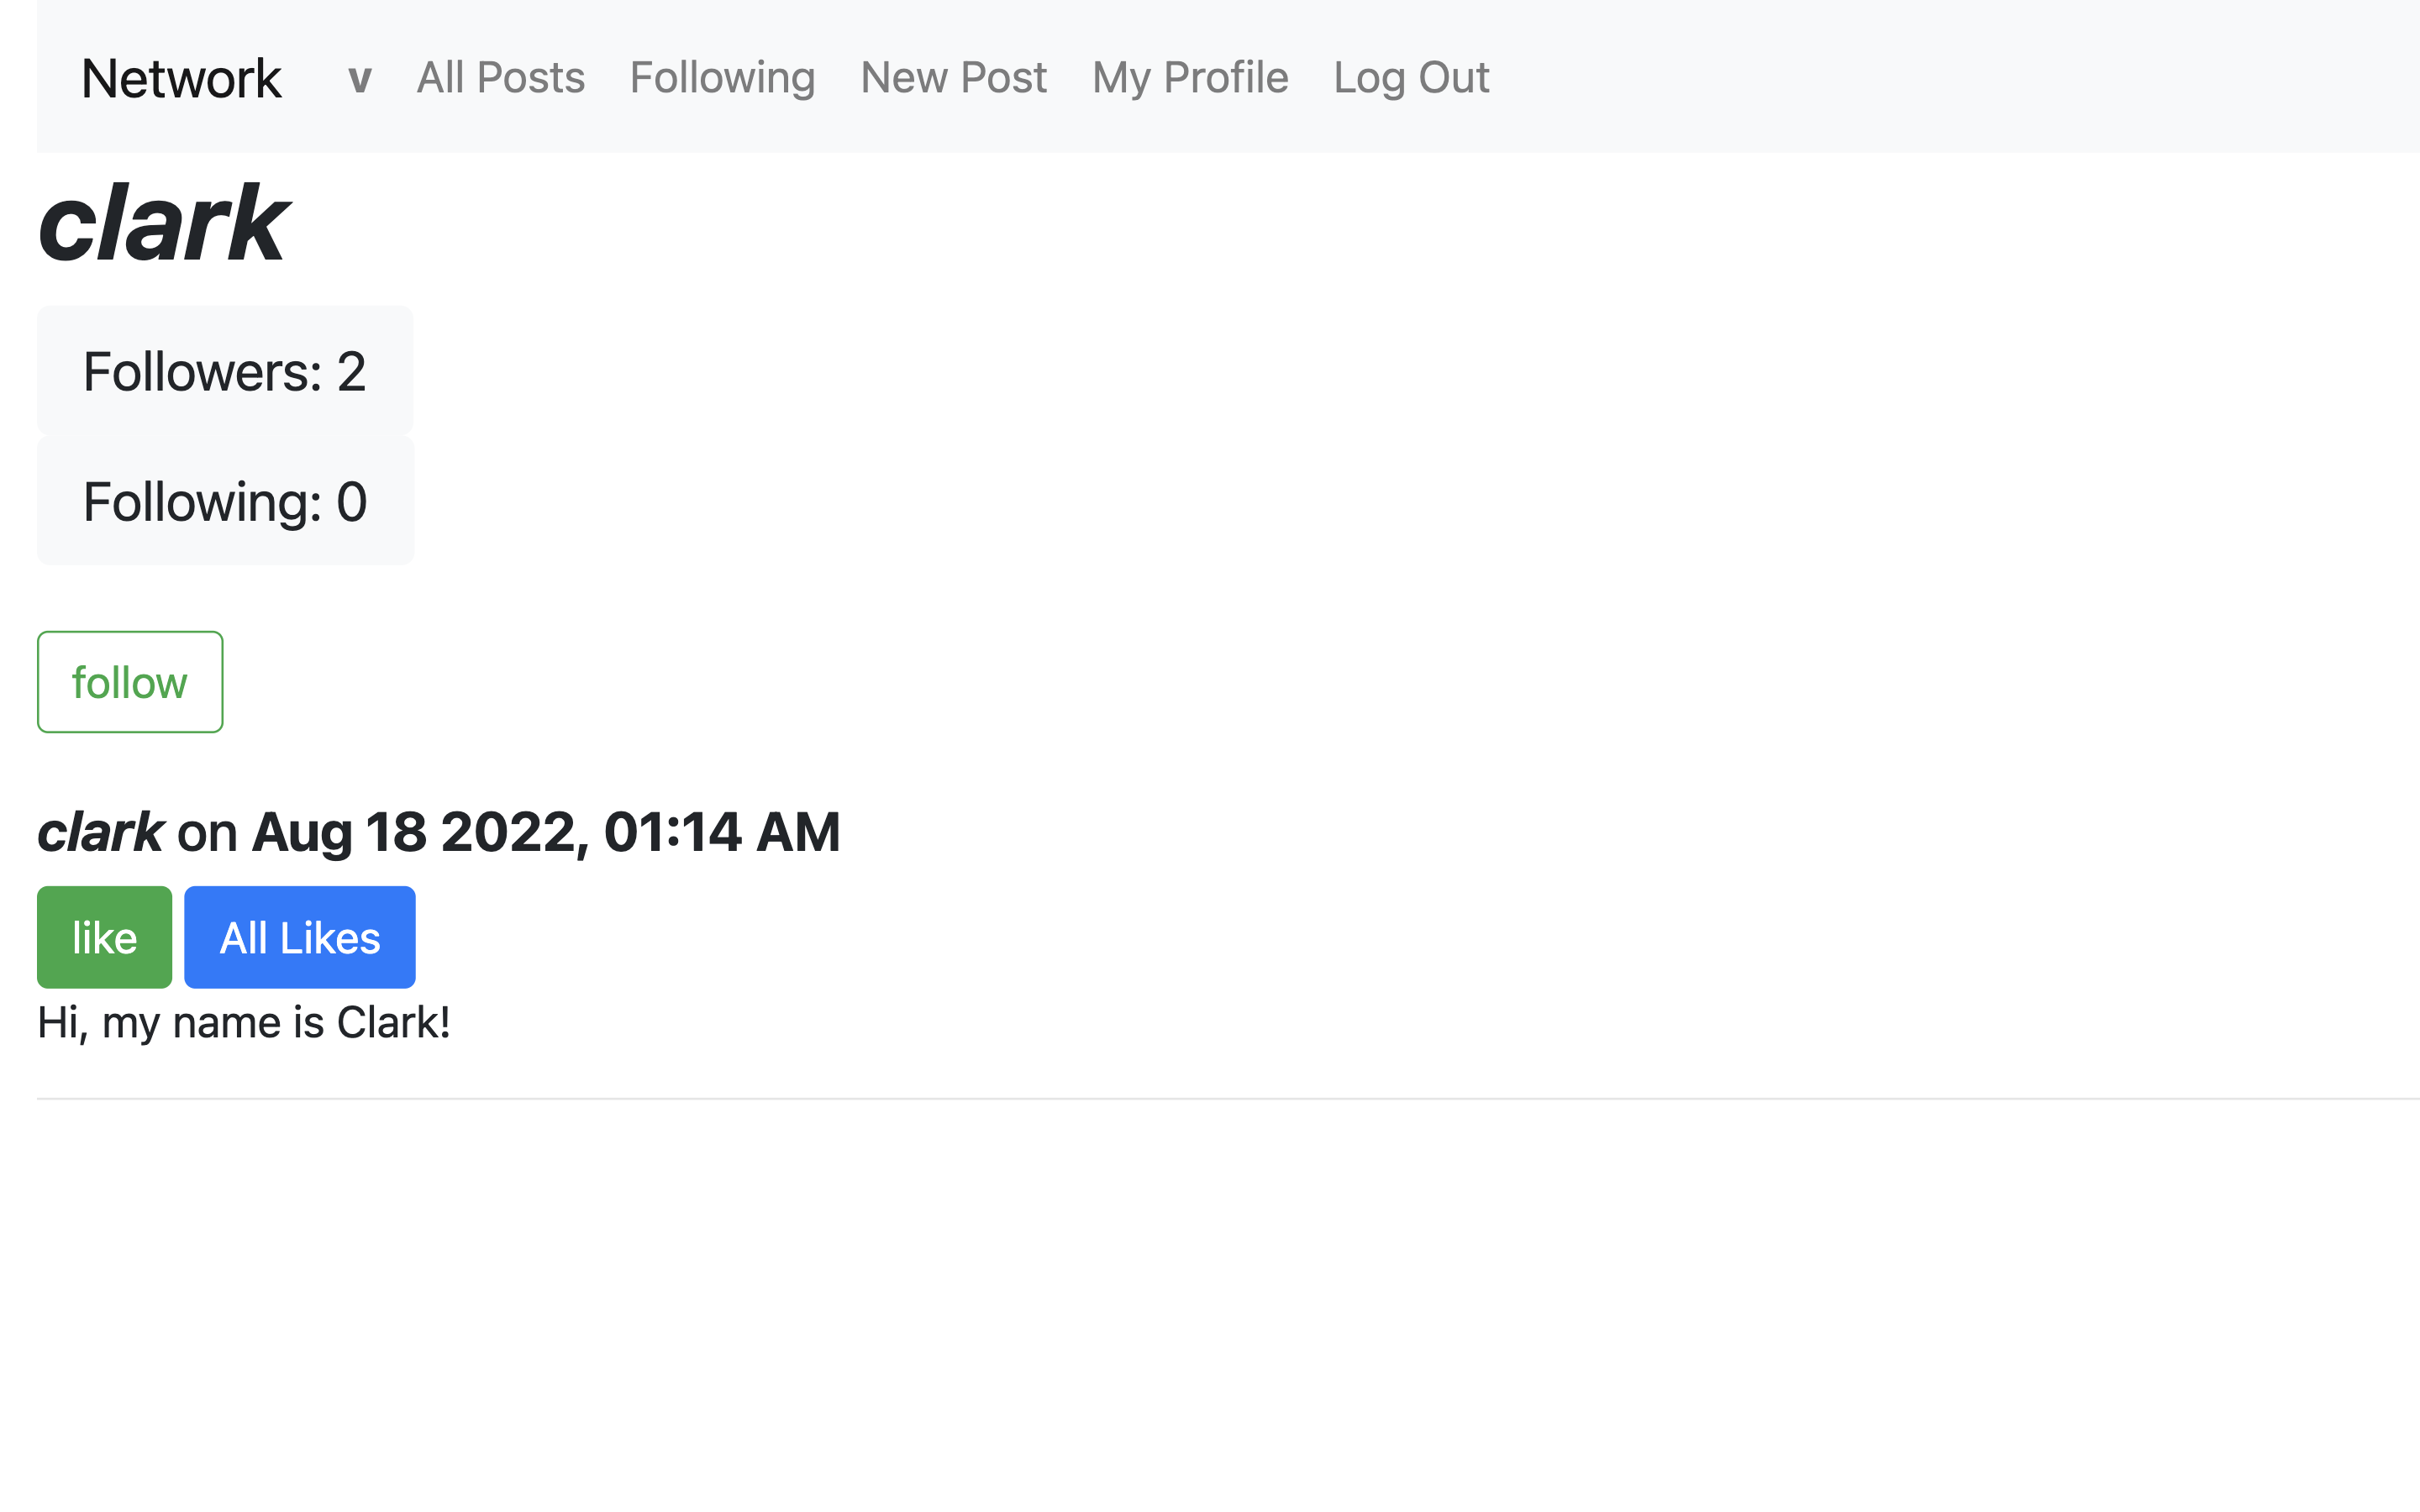 Network v All Posts Following New Post My Profile Log Out
clark
Followers: 2
Following: 0
follow
clark on Aug 18 2022, 01:14 AM
like All Likes
Hi, my name is Clark!